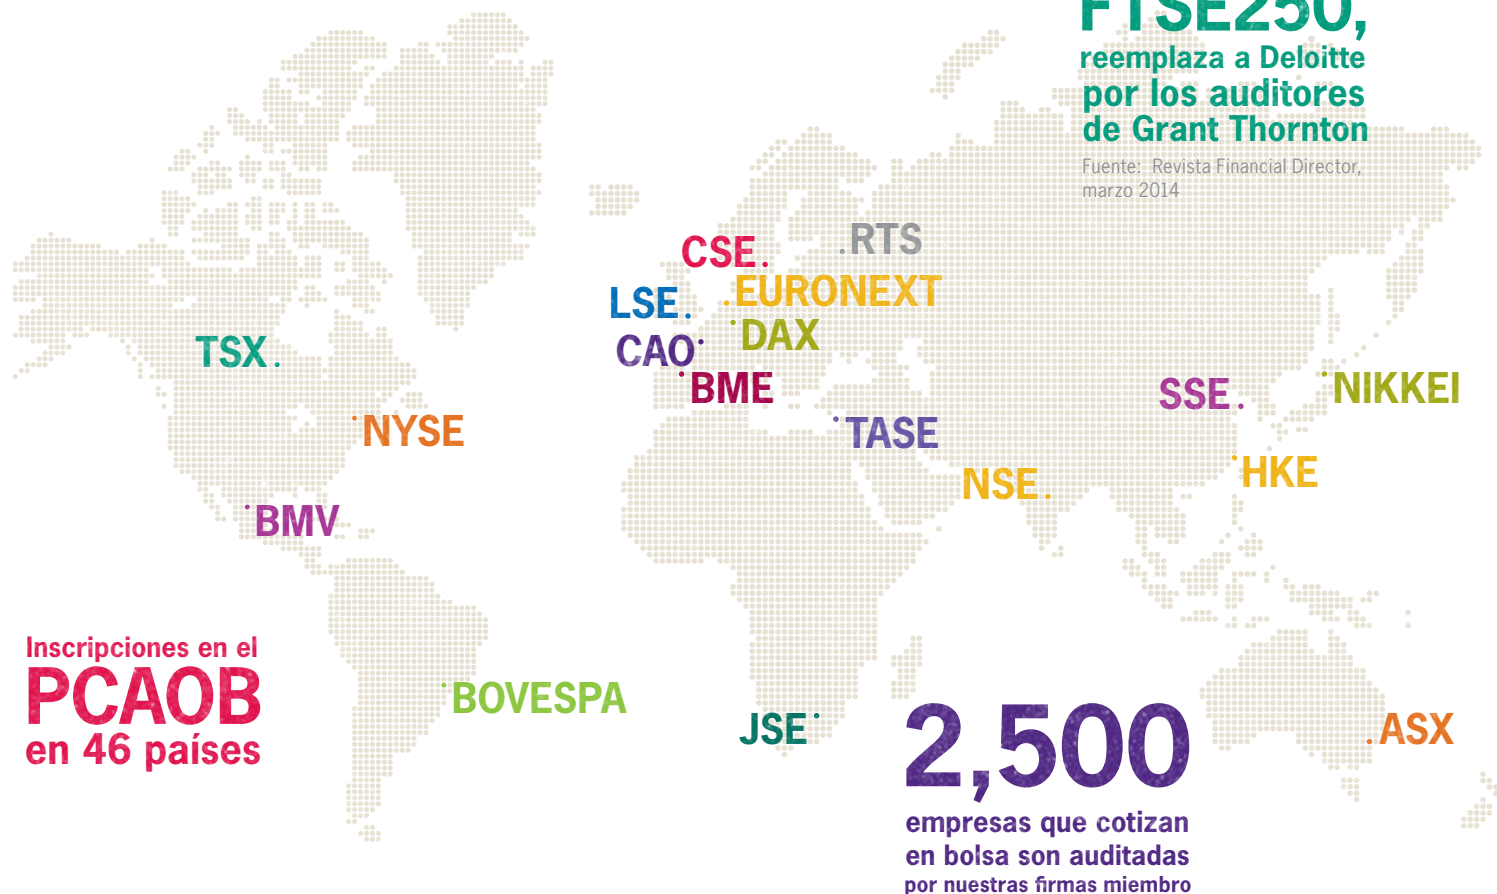 FTSE250,
reemplaza a Deloitte
por los auditores
de Grant Thornton
Fuente: Revista Financial Director,
marzo 2014
CSE
RTS
LSE
EURONEXT
CAO
DAX
BME
TSX
NYSE
BMV
TASE
NSE
SSE
NIKKEI
HKE
Inscripciones en el
PCAOB
en 46 países
BOVESPA
JSE
ASX
2,500
empresas que cotizan
en bolsa son auditadas
por nuestras firmas miembro